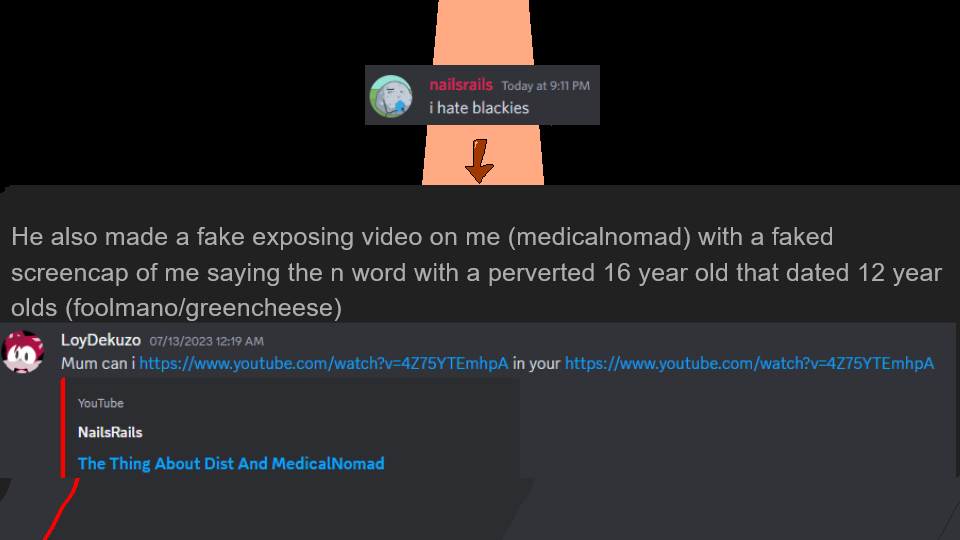 nailsrails Today at 9:11 PM
i hate blackies
He also made a fake exposing video on me (medicalnomad) with a faked
screencap of me saying the n word with a perverted 16 year old that dated 12 year
olds (foolmano/greencheese)
LoyDekuzo 07/13/2023 12:19 AM
Mum can i https://www.youtube.com/watch?v=4Z75YTEmhpA in your https://www.youtube.com/watch?v=4Z75YTEmhpA
YouTube
NailsRails
The Thing About Dist And MedicalNomad